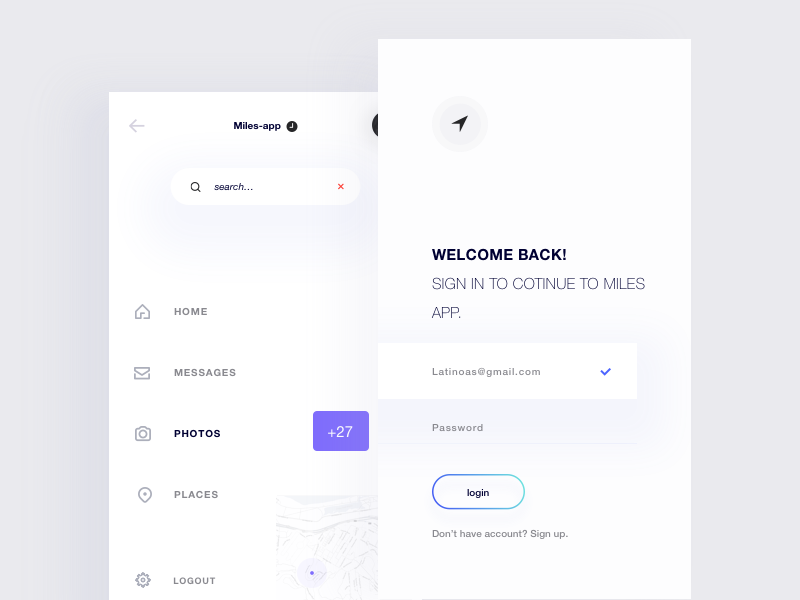 Miles-app
search...
HOME
MESSAGES
PHOTOS
+27
PLACES
LOGOUT
WELCOME BACK!
SIGN IN TO COTINUE TO MILES
APP.
Latinoas@gmail.com
Password
login
Don't have account? Sign up.